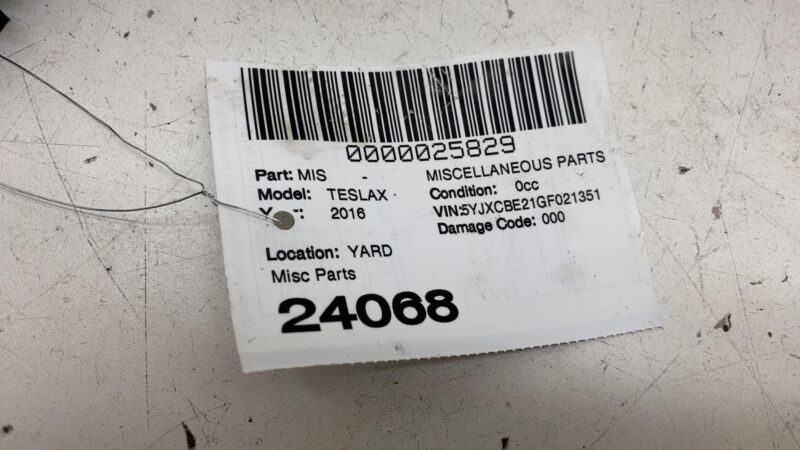 0000025829
Part: MIS - MISCELLANEOUS PARTS
Model: TESLAX Condition: 0cc
Year: 2016 VIN:5YJXCBE21GF021351
Damage Code: 000
Location: YARD
Misc Parts
24068